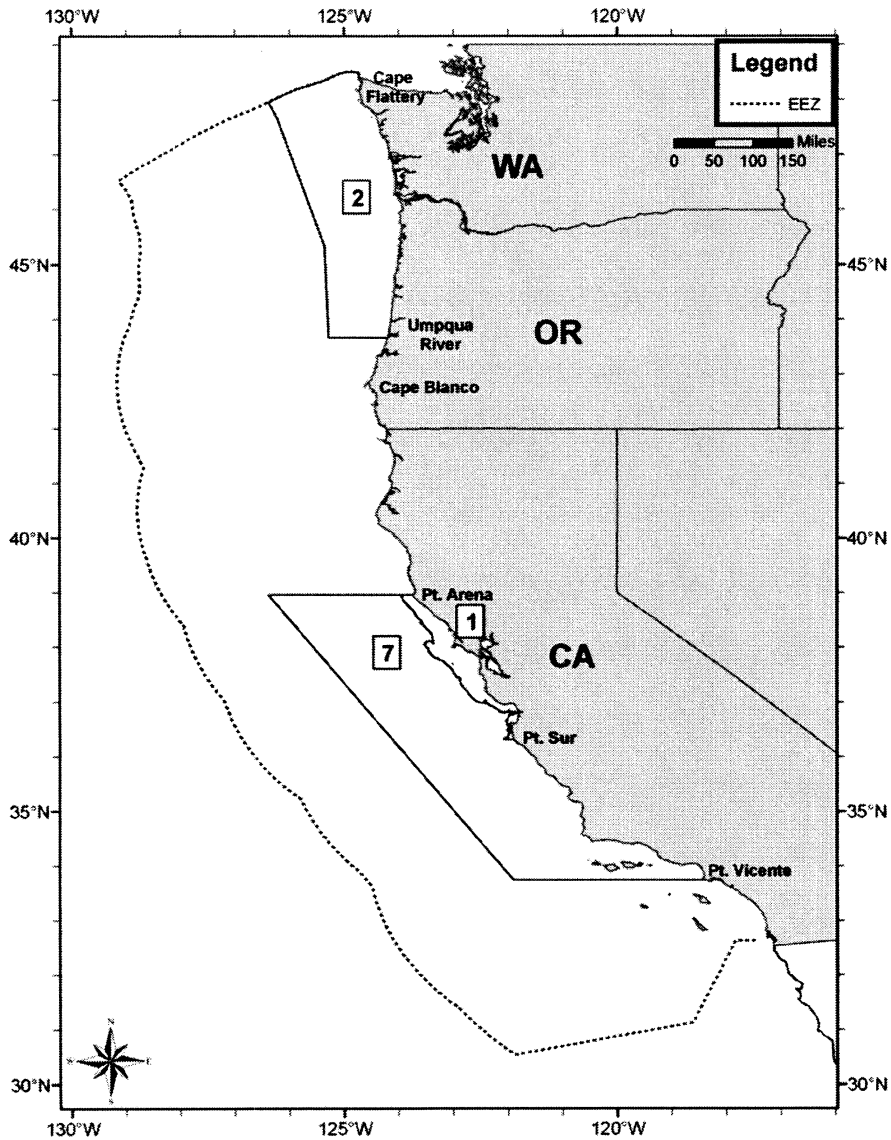 130°W 125°W 120°W
Legend
EEZ
Miles
0 50 100 150
Cape
Flattery
WA
2
45°N 45°N
Umpqua
River
OR
Cape Blanco
40°N 40°N
Pt. Arena
1
7
CA
Pt. Sur
35°N 35°N
Pt. Vicente
N
W E
S
30°N 30°N
130°W 125°W 120°W